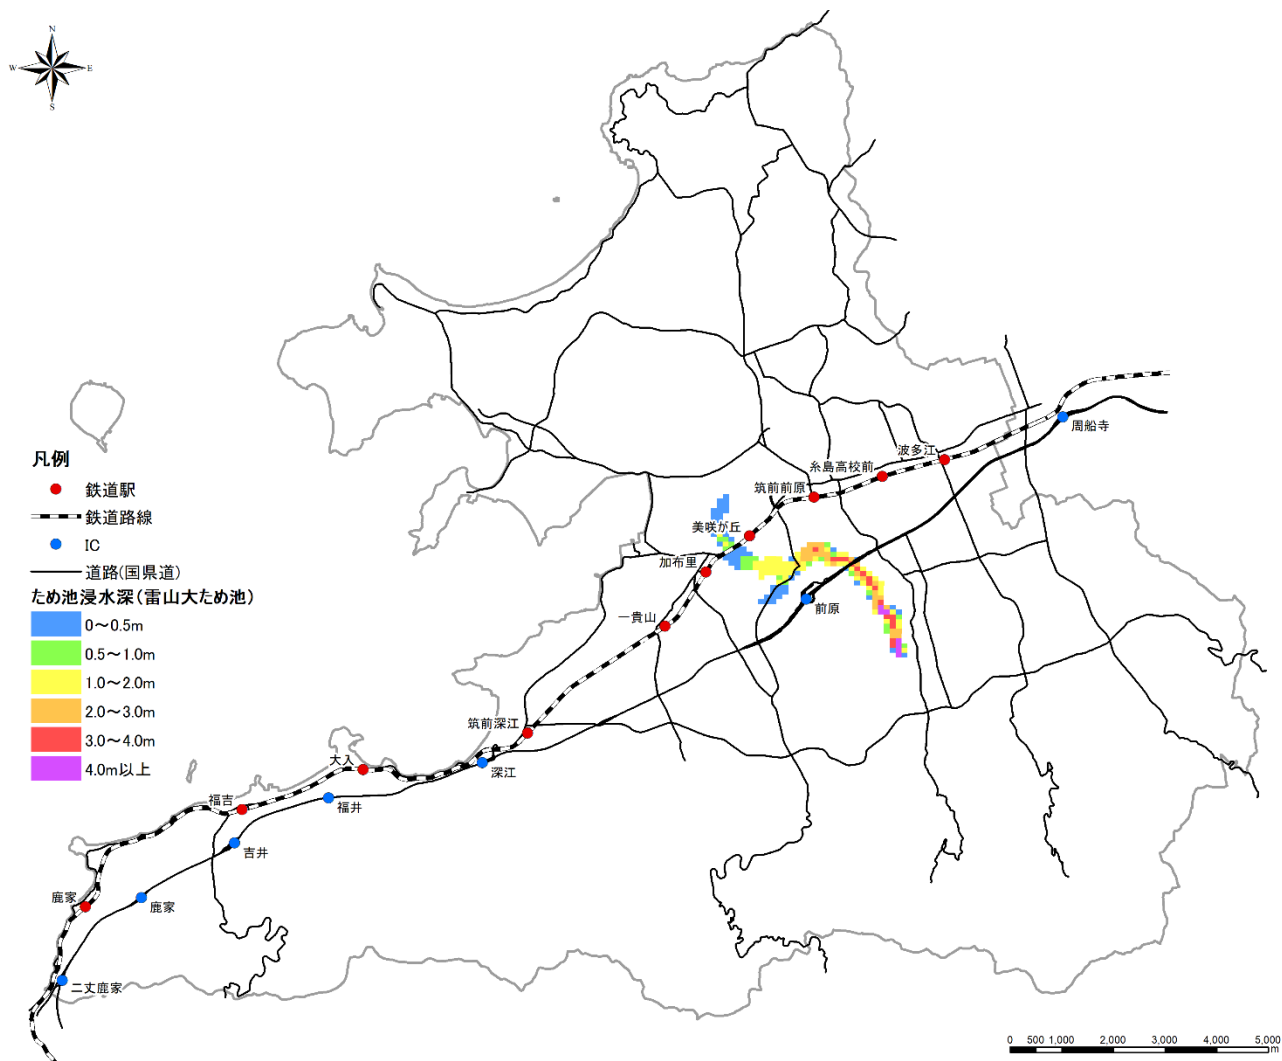 N
W
E
S
周船寺
波多江
糸島高校前
筑前前原
美咲が丘
加布里
前原
一貴山
筑前深江
深江
大入
福井
福吉
吉井
鹿家
鹿家
二丈鹿家
凡例
鉄道駅
鉄道路線
IC
道路(国県道)
ため池浸水深(雷山大ため池)
0～0.5m
0.5～1.0m
1.0～2.0m
2.0～3.0m
3.0～4.0m
4.0m以上
0 500 1,000 2,000 3,000 4,000 5,000
m